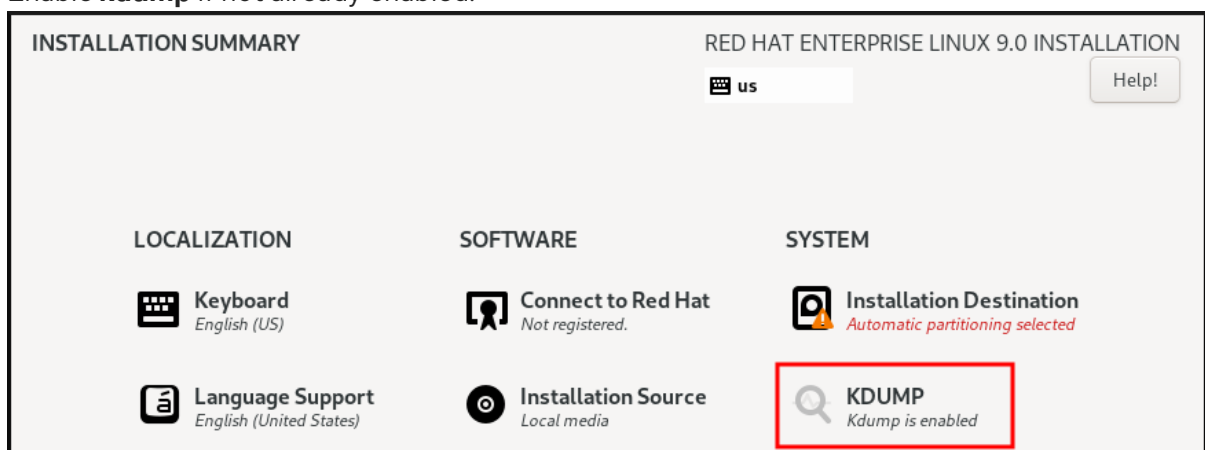 Enable kdump if not already enabled.
INSTALLATION SUMMARY
RED HAT ENTERPRISE LINUX 9.0 INSTALLATION
us
Help!
LOCALIZATION
SOFTWARE
SYSTEM
Keyboard
English (US)
Connect to Red Hat
Not registered.
Installation Destination
Automatic partitioning selected
Language Support
English (United States)
Installation Source
Local media
KDUMP
Kdump is enabled